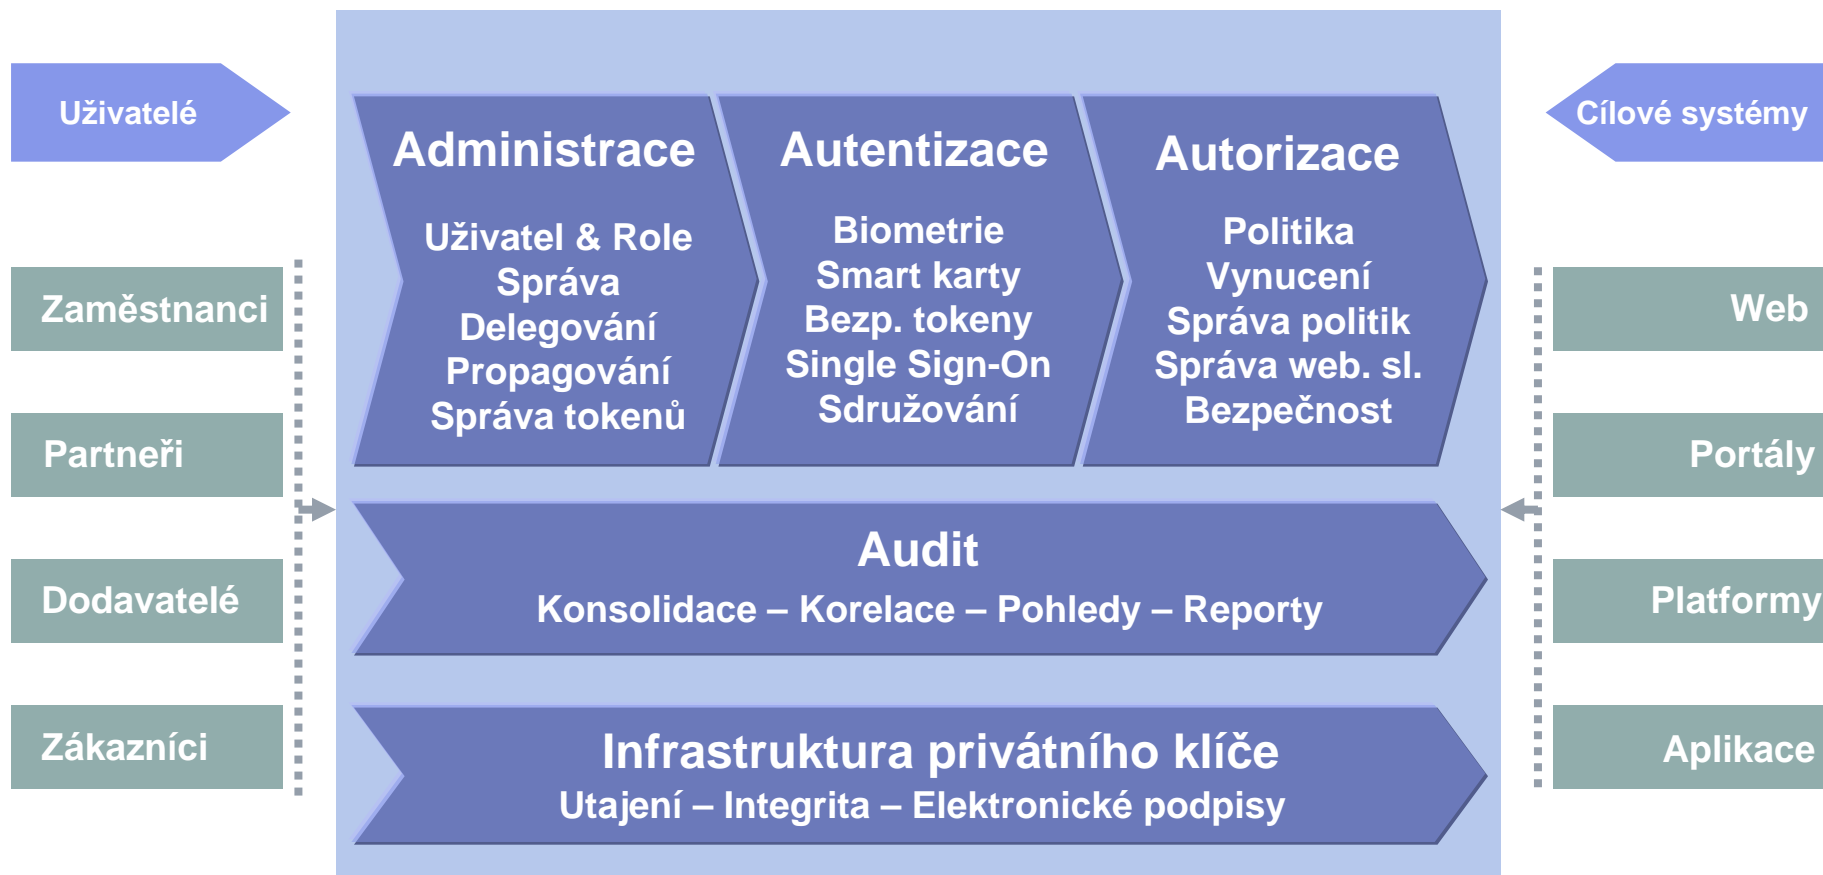 Uživatelé
Zaměstnanci
Partneři
Dodavatelé
Zákazníci
Administrace
Uživatel & Role
Správa
Delegování
Propagování
Správa tokenů
Autentizace
Biometrie
Smart karty
Bezp. tokeny
Single Sign-On
Sdružování
Autorizace
Politika
Vynucení
Správa politik
Správa web. sl.
Bezpečnost
Audit
Konsolidace – Korelace – Pohledy – Reporty
Infrastruktura privátního klíče
Utajení – Integrita – Elektronické podpisy
Cílové systémy
Web
Portály
Platformy
Aplikace